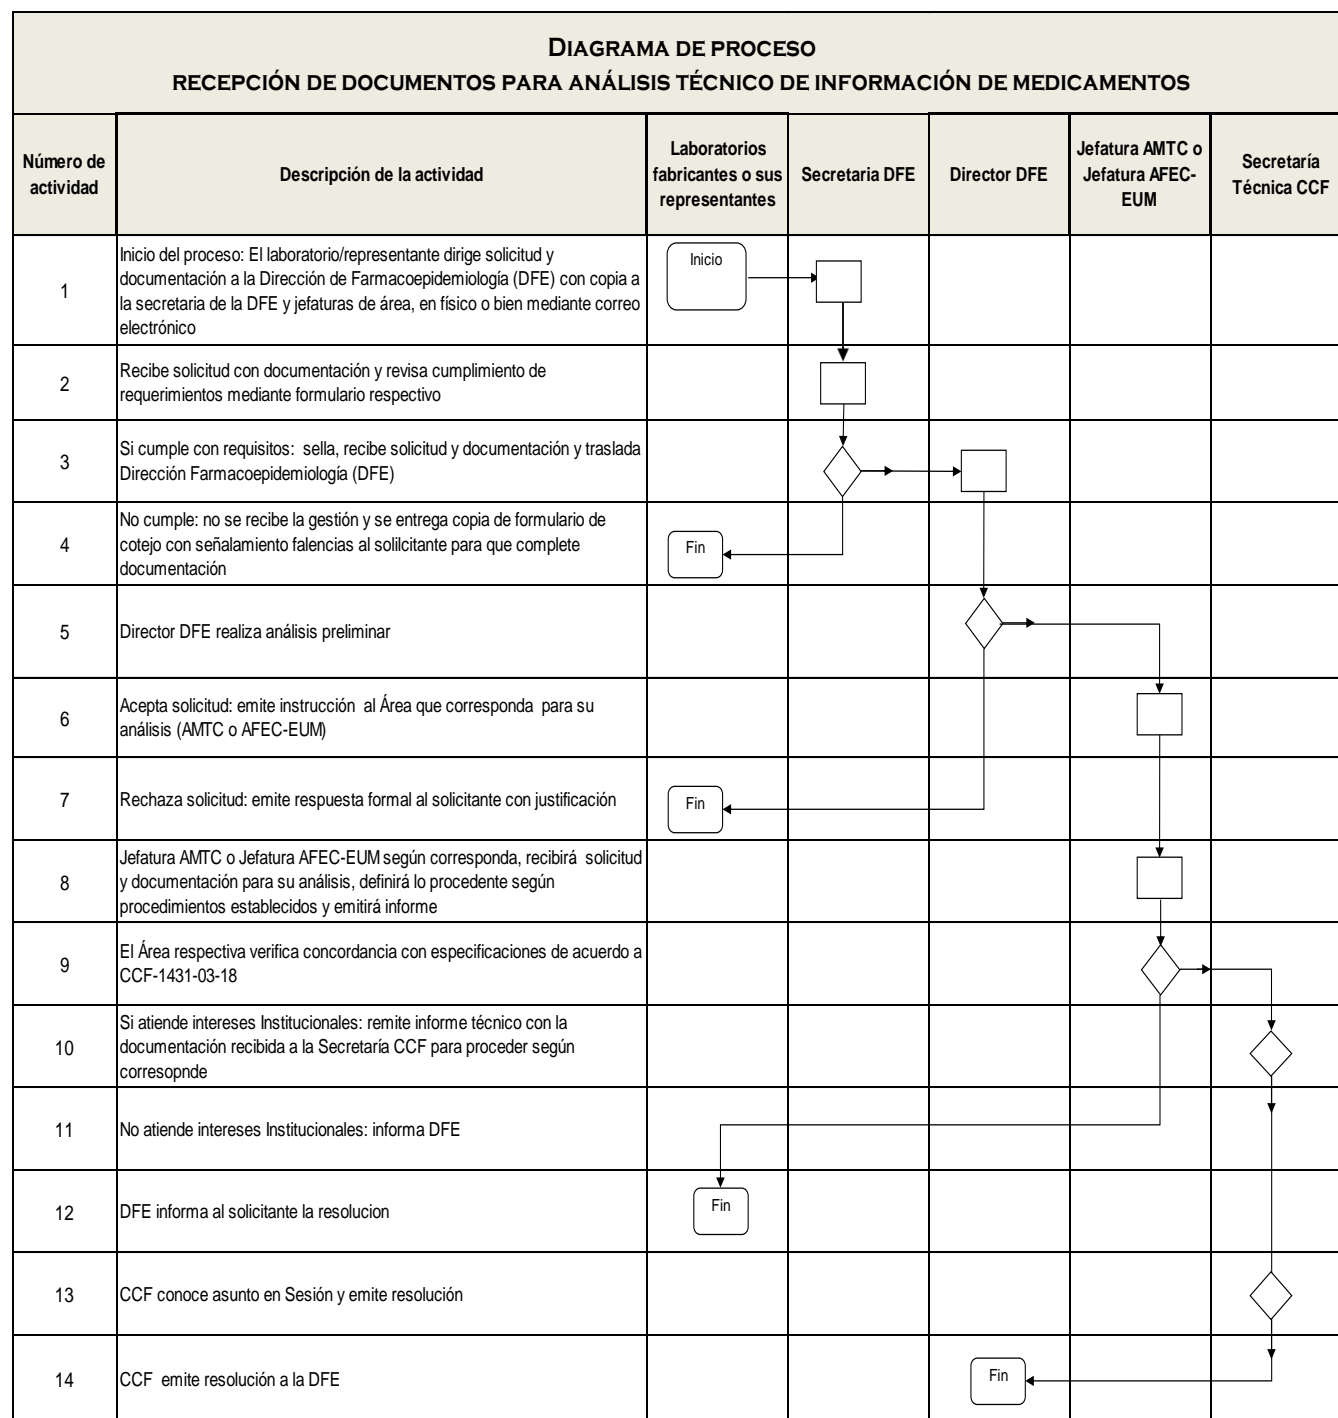 DIAGRAMA DE PROCESO
RECEPCIÓN DE DOCUMENTOS PARA ANÁLISIS TÉCNICO DE INFORMACIÓN DE MEDICAMENTOS
Número de
actividad
Descripción de la actividad
Laboratorios
fabricantes o sus
representantes
Secretaria DFE
Director DFE
Jefatura AMTC o
Jefatura AFEC-
EUM
Secretaría
Técnica CCF
1
Inicio del proceso: El laboratorio/representante dirige solicitud y
documentación a la Dirección de Farmacoepidemiología (DFE) con copia a
la secretaria de la DFE y jefaturas de área, en físico o bien mediante correo
electrónico
Inicio
2
Recibe solicitud con documentación y revisa cumplimiento de
requerimientos mediante formulario respectivo
3
Si cumple con requisitos: sella, recibe solicitud y documentación y traslada
Dirección Farmacoepidemiología (DFE)
4
No cumple: no se recibe la gestión y se entrega copia de formulario de
cotejo con señalamiento falencias al solilcitante para que complete
documentación
Fin
5
Director DFE realiza análisis preliminar
6
Acepta solicitud: emite instrucción al Área que corresponda para su
análisis (AMTC o AFEC-EUM)
7
Rechaza solicitud: emite respuesta formal al solicitante con justificación
Fin
8
Jefatura AMTC o Jefatura AFEC-EUM según corresponda, recibirá solicitud
y documentación para su análisis, definirá lo procedente según
procedimientos establecidos y emitirá informe
9
El Área respectiva verifica concordancia con especificaciones de acuerdo a
CCF-1431-03-18
10
Si atiende intereses Institucionales: remite informe técnico con la
documentación recibida a la Secretaría CCF para proceder según
corresopnde
11
No atiende intereses Institucionales: informa DFE
12
DFE informa al solicitante la resolucion
Fin
13
CCF conoce asunto en Sesión y emite resolución
14
CCF emite resolución a la DFE
Fin